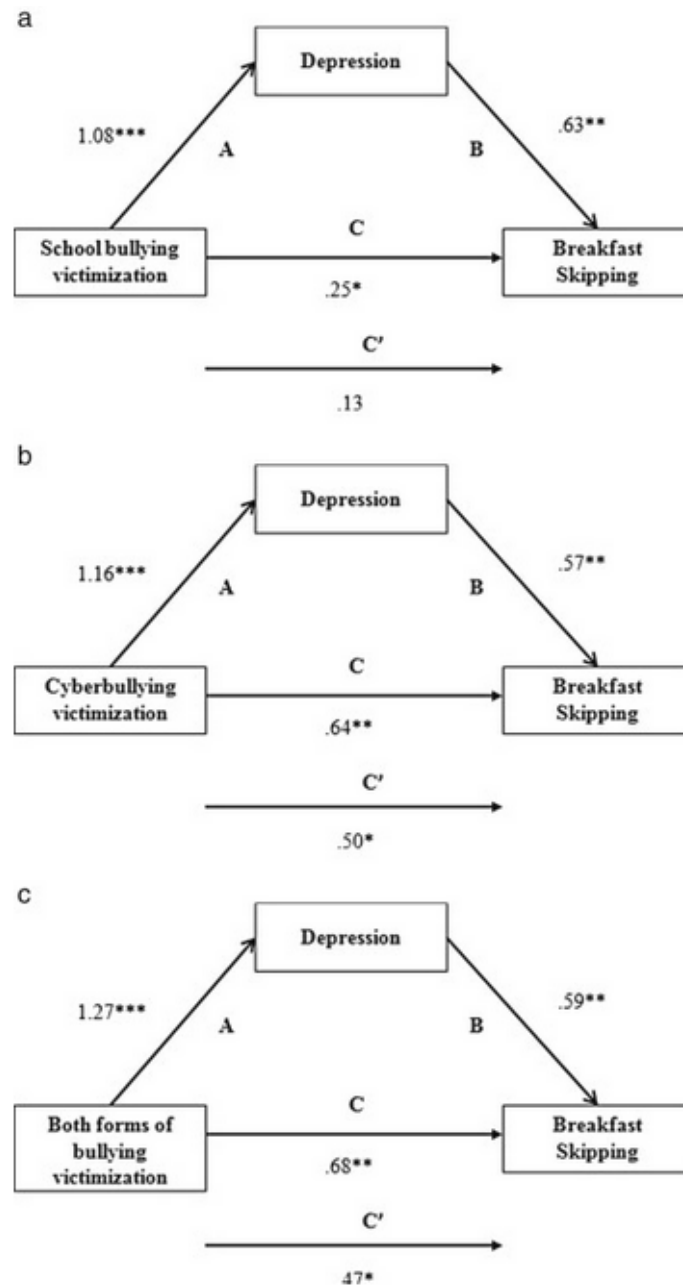 a
Depression
1.08***
.63**
A
B
School bullying
victimization
C
Breakfast
Skipping
.25*
C′
.13
b
Depression
1.16***
.57**
A
B
Cyberbullying
victimization
C
Breakfast
Skipping
.64**
C′
.50*
c
Depression
1.27***
.59**
A
B
Both forms of
bullying
victimization
C
Breakfast
Skipping
.68**
C′
.47*